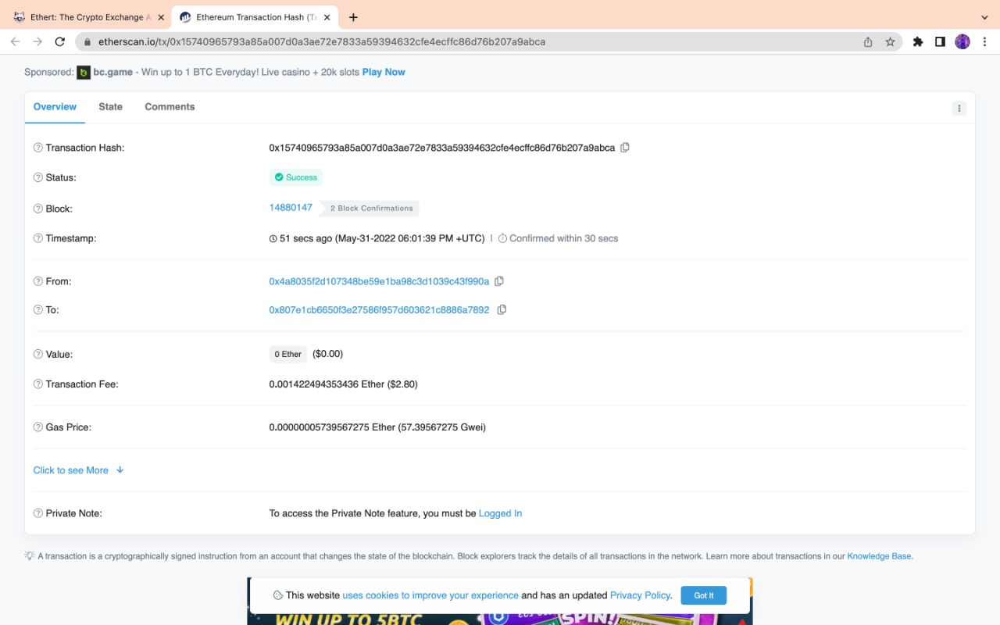 Ethert: The Crypto Exchange A
Ethereum Transaction Hash (Tx
etherscan.io/tx/0x15740965793a85a007d0a3ae72e7833a59394632cfe4ecffc86d76b207a9abca
Sponsored: bc.game - Win up to 1 BTC Everyday! Live casino + 20k slots Play Now
Overview State Comments
Transaction Hash: 0x15740965793a85a007d0a3ae72e7833a59394632cfe4ecffc86d76b207a9abca
Status: Success
Block: 14880147 2 Block Confirmations
Timestamp: 51 secs ago (May-31-2022 06:01:39 PM +UTC) | Confirmed within 30 secs
From: 0x4a8035f2d107348be59e1ba98c3d1039c43f990a
To: 0x807e1cb6650f3e27586f957d603621c8886a7892
Value: 0 Ether ($0.00)
Transaction Fee: 0.001422494353436 Ether ($2.80)
Gas Price: 0.00000005739567275 Ether (57.39567275 Gwei)
Click to see More
Private Note: To access the Private Note feature, you must be Logged In
A transaction is a cryptographically signed instruction from an account that changes the state of the blockchain. Block explorers track the details of all transactions in the network. Learn more about transactions in our Knowledge Base.
This website uses cookies to improve your experience and has an updated Privacy Policy. Got It
WIN UP TO 5BTC
SPIN!